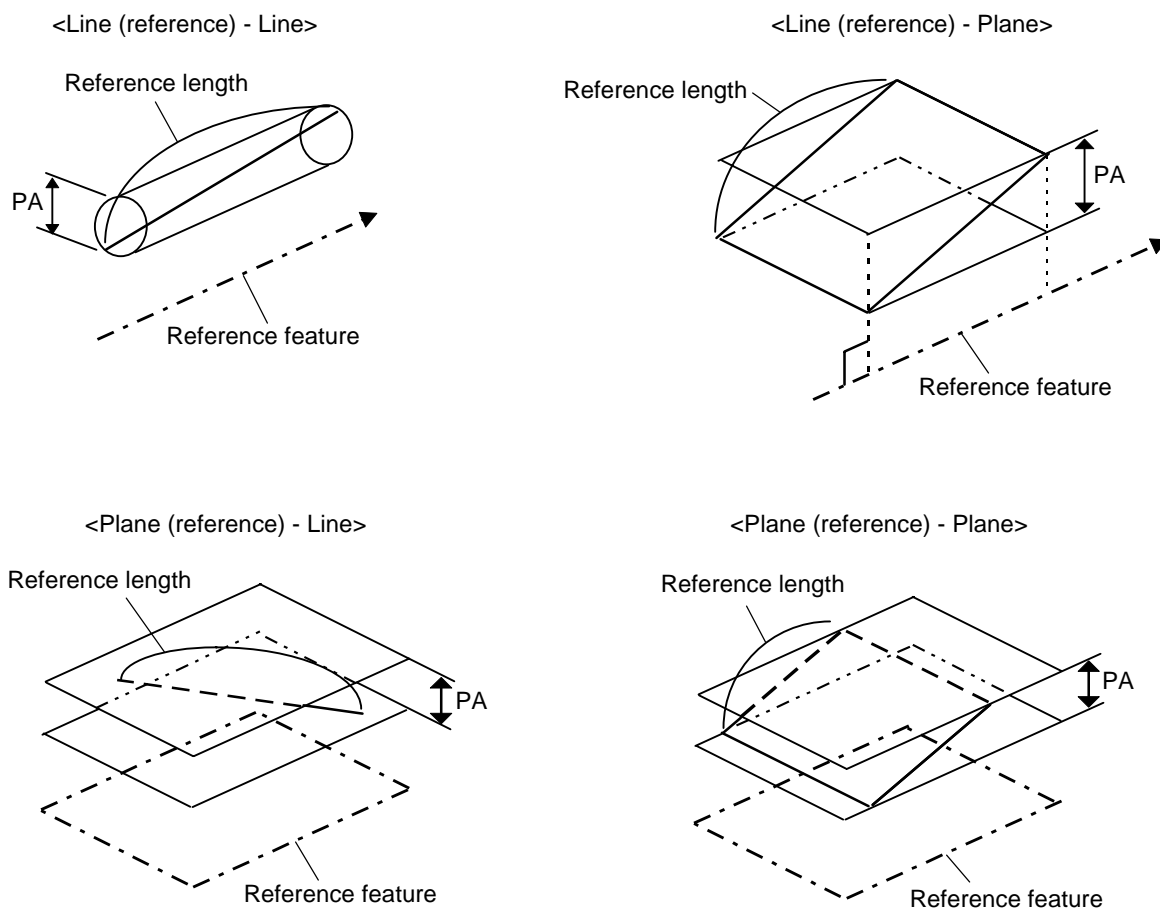 <Line (reference) - Line>
Reference length
PA
Reference feature
<Line (reference) - Plane>
Reference length
PA
Reference feature
<Plane (reference) - Line>
Reference length
PA
Reference feature
<Plane (reference) - Plane>
Reference length
PA
Reference feature